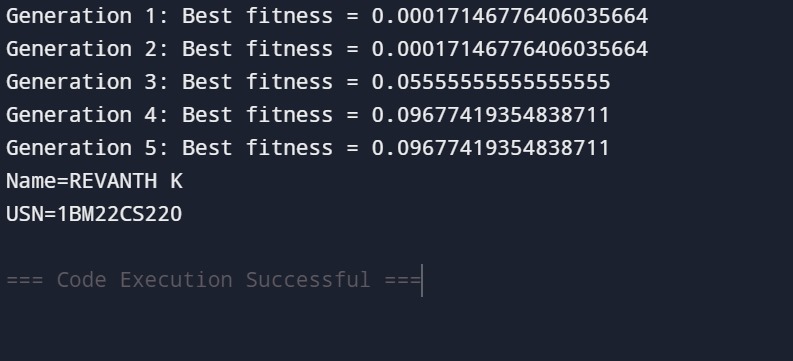 Generation 1: Best fitness = 0.00017146776406035664
Generation 2: Best fitness = 0.00017146776406035664
Generation 3: Best fitness = 0.05555555555555555
Generation 4: Best fitness = 0.09677419354838711
Generation 5: Best fitness = 0.09677419354838711
Name=REVANTH K
USN=1BM22CS220
=== Code Execution Successful ===